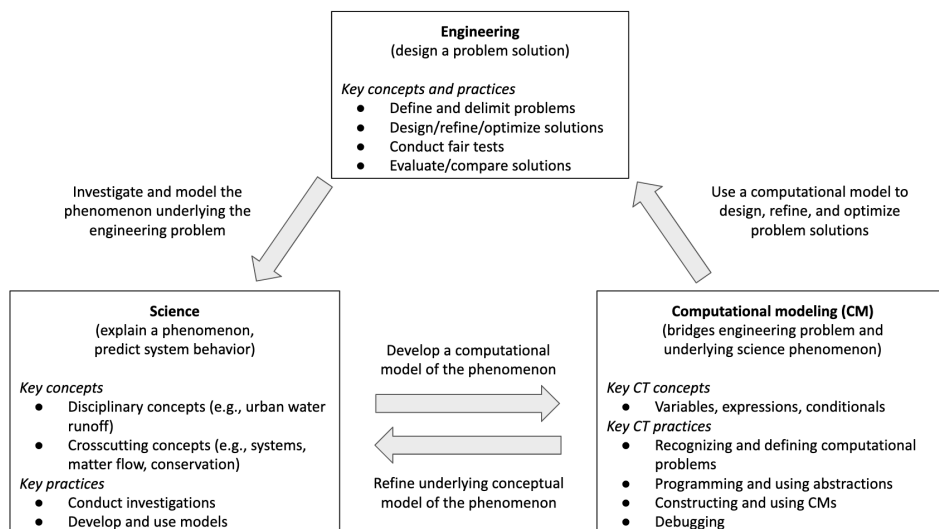 Engineering
(design a problem solution)
Key concepts and practices
● Define and delimit problems
● Design/refine/optimize solutions
● Conduct fair tests
● Evaluate/compare solutions
Investigate and model the
phenomenon underlying the
engineering problem
Use a computational model to
design, refine, and optimize
problem solutions
Science
(explain a phenomenon,
predict system behavior)
Key concepts
● Disciplinary concepts (e.g., urban water
runoff)
● Crosscutting concepts (e.g., systems,
matter flow, conservation)
Key practices
● Conduct investigations
● Develop and use models
Develop a computational
model of the phenomenon
Refine underlying conceptual
model of the phenomenon
Computational modeling (CM)
(bridges engineering problem and
underlying science phenomenon)
Key CT concepts
● Variables, expressions, conditionals
Key CT practices
● Recognizing and defining computational
problems
● Programming and using abstractions
● Constructing and using CMs
● Debugging